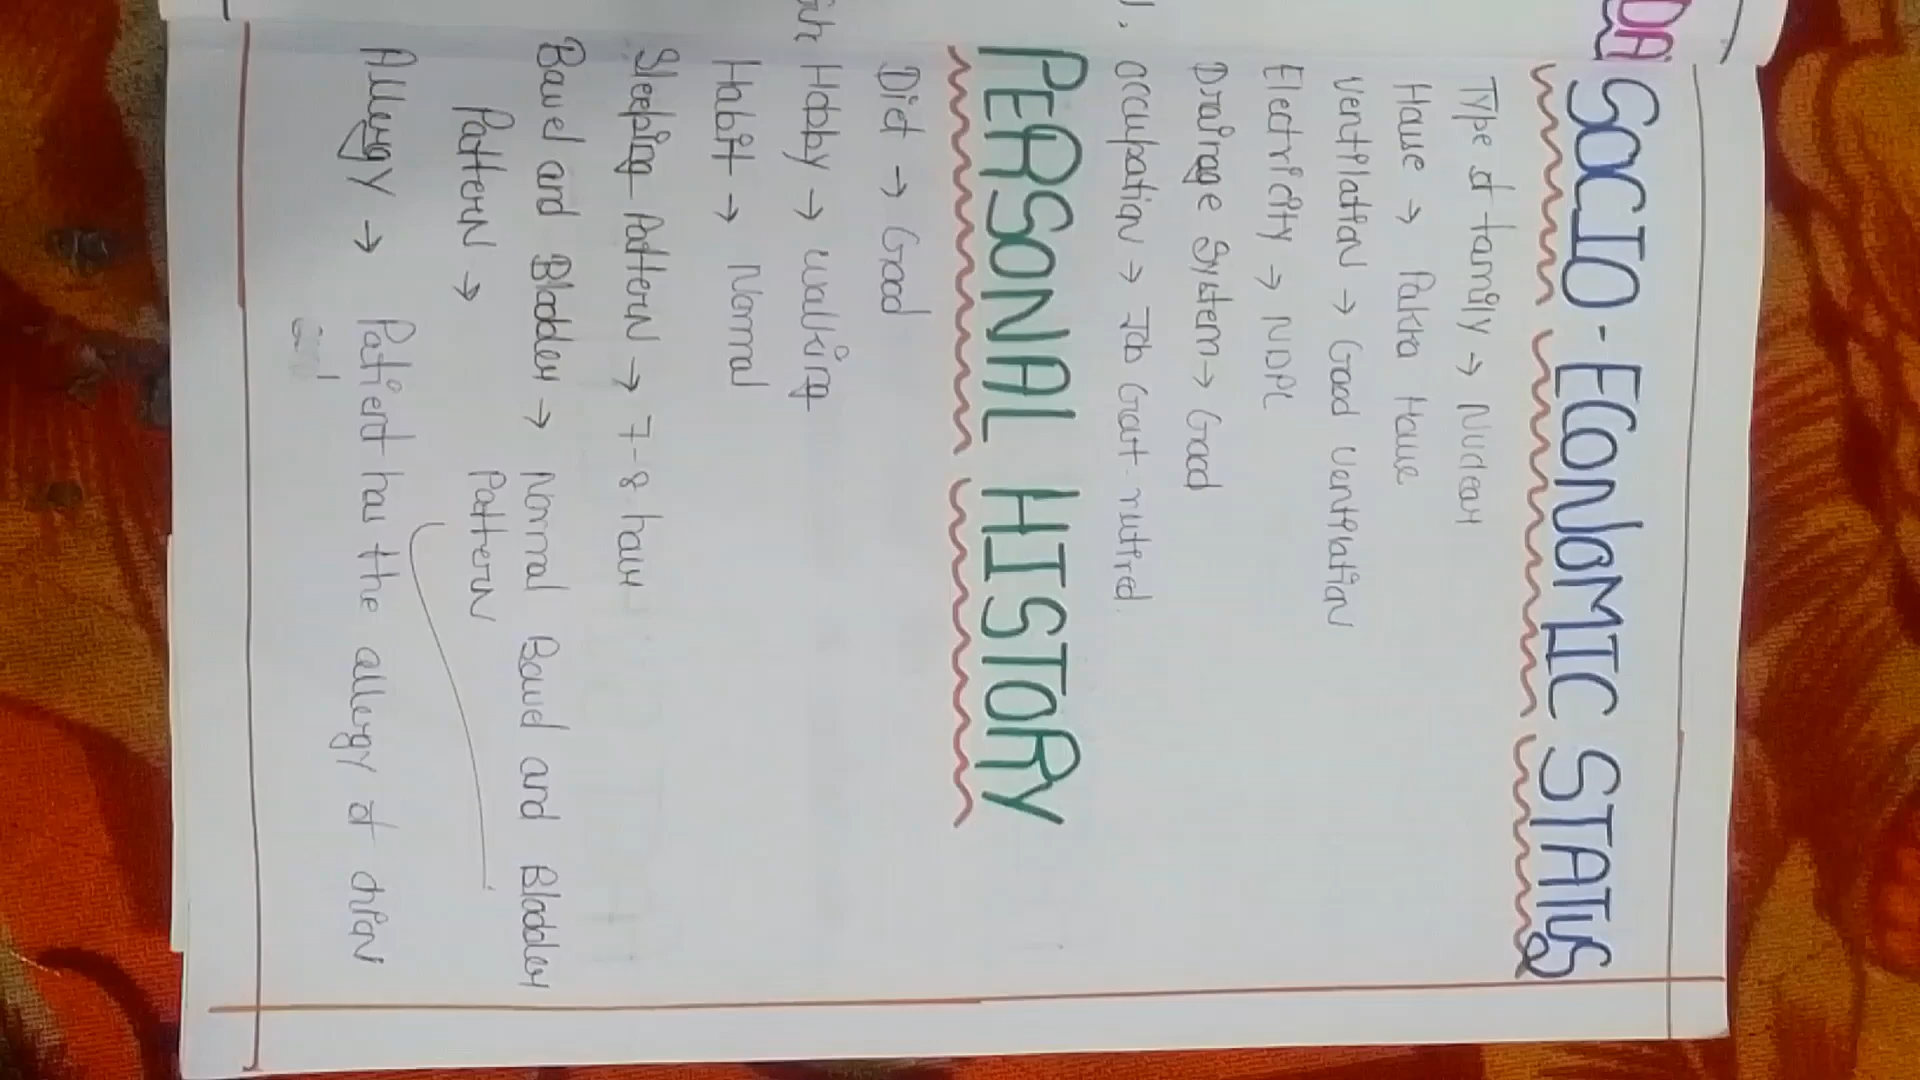 SOCIO-ECONOMIC STATUS
Type of family → Nuclear
House → Pakka House
Ventilation → Good Ventilation
Electricity → NDPL
Drainage System → Good
occupation → Job Govt. retired.
PERSONAL HISTORY
Diet → Good
Hobby → walking
Habit → Normal
Sleeping Pattern → 7-8 hour
Bowel and Bladder → Normal Bowel and Bladder
Pattern → Pattern
Allergy → Patient has the allergy of